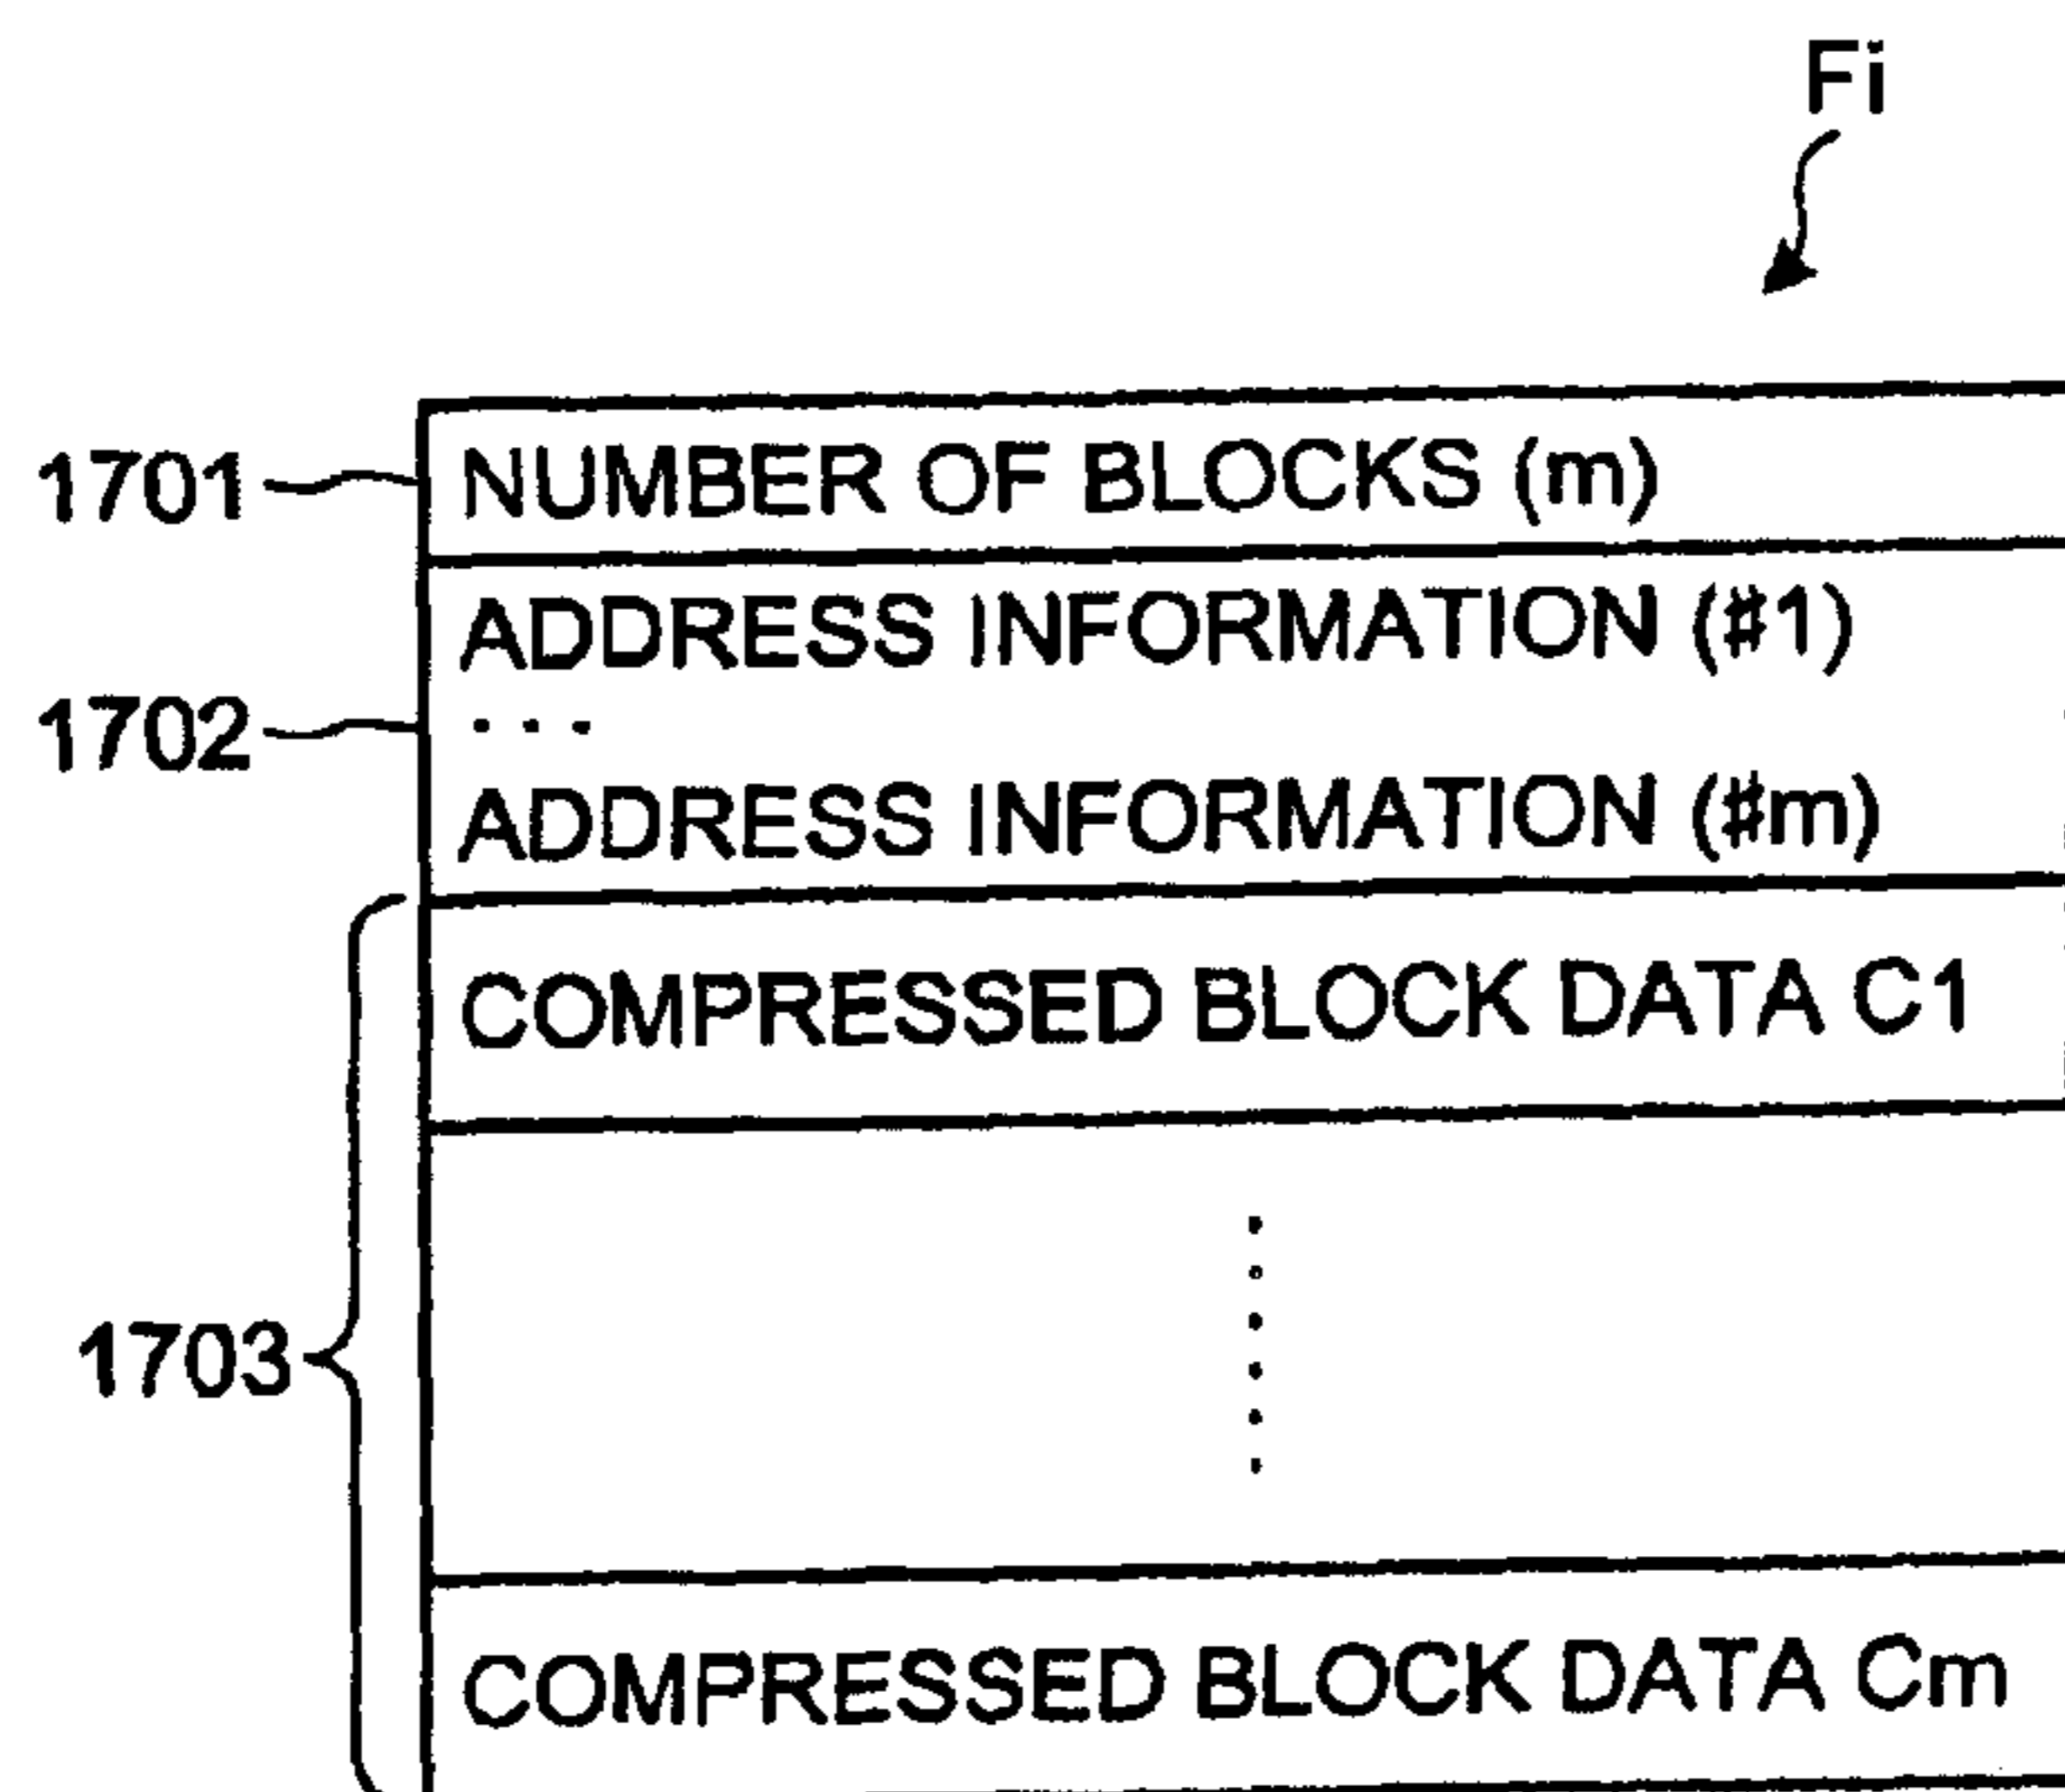 Fi
1701 NUMBER OF BLOCKS (m)
ADDRESS INFORMATION (#1)
1702 . . .
ADDRESS INFORMATION (#m)
COMPRESSED BLOCK DATA C1
1703
COMPRESSED BLOCK DATA Cm